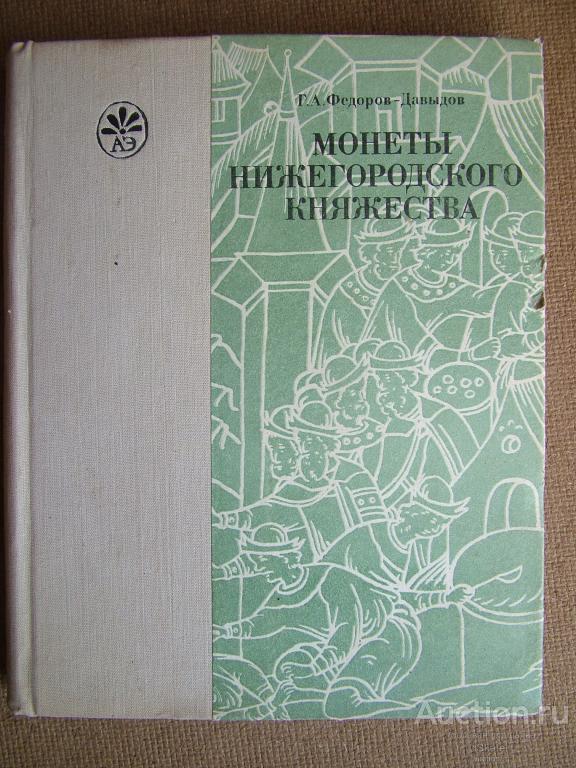 Г.А.Федоров-Давыдов
МОНЕТЫ
НИЖЕГОРОДСКОГО
КНЯЖЕСТВА
АЭ
Auction.ru